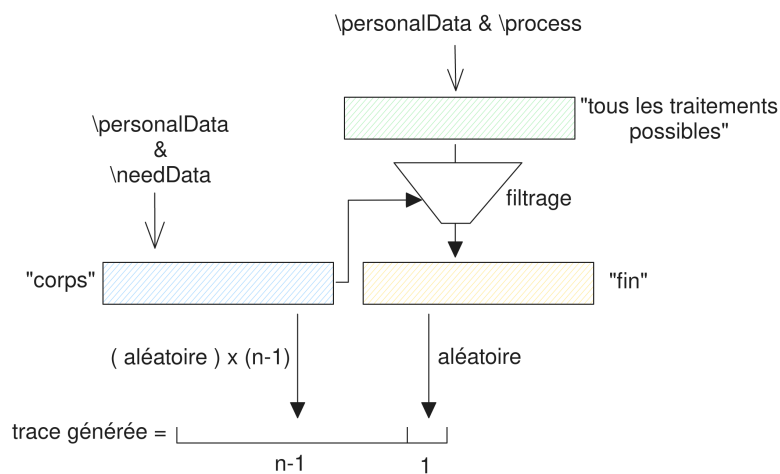 \personalData & \process
"tous les traitements
possibles"
\personalData
&
\needData
filtrage
"corps"
"fin"
( aléatoire ) x (n-1)
aléatoire
trace générée =
n-1
1